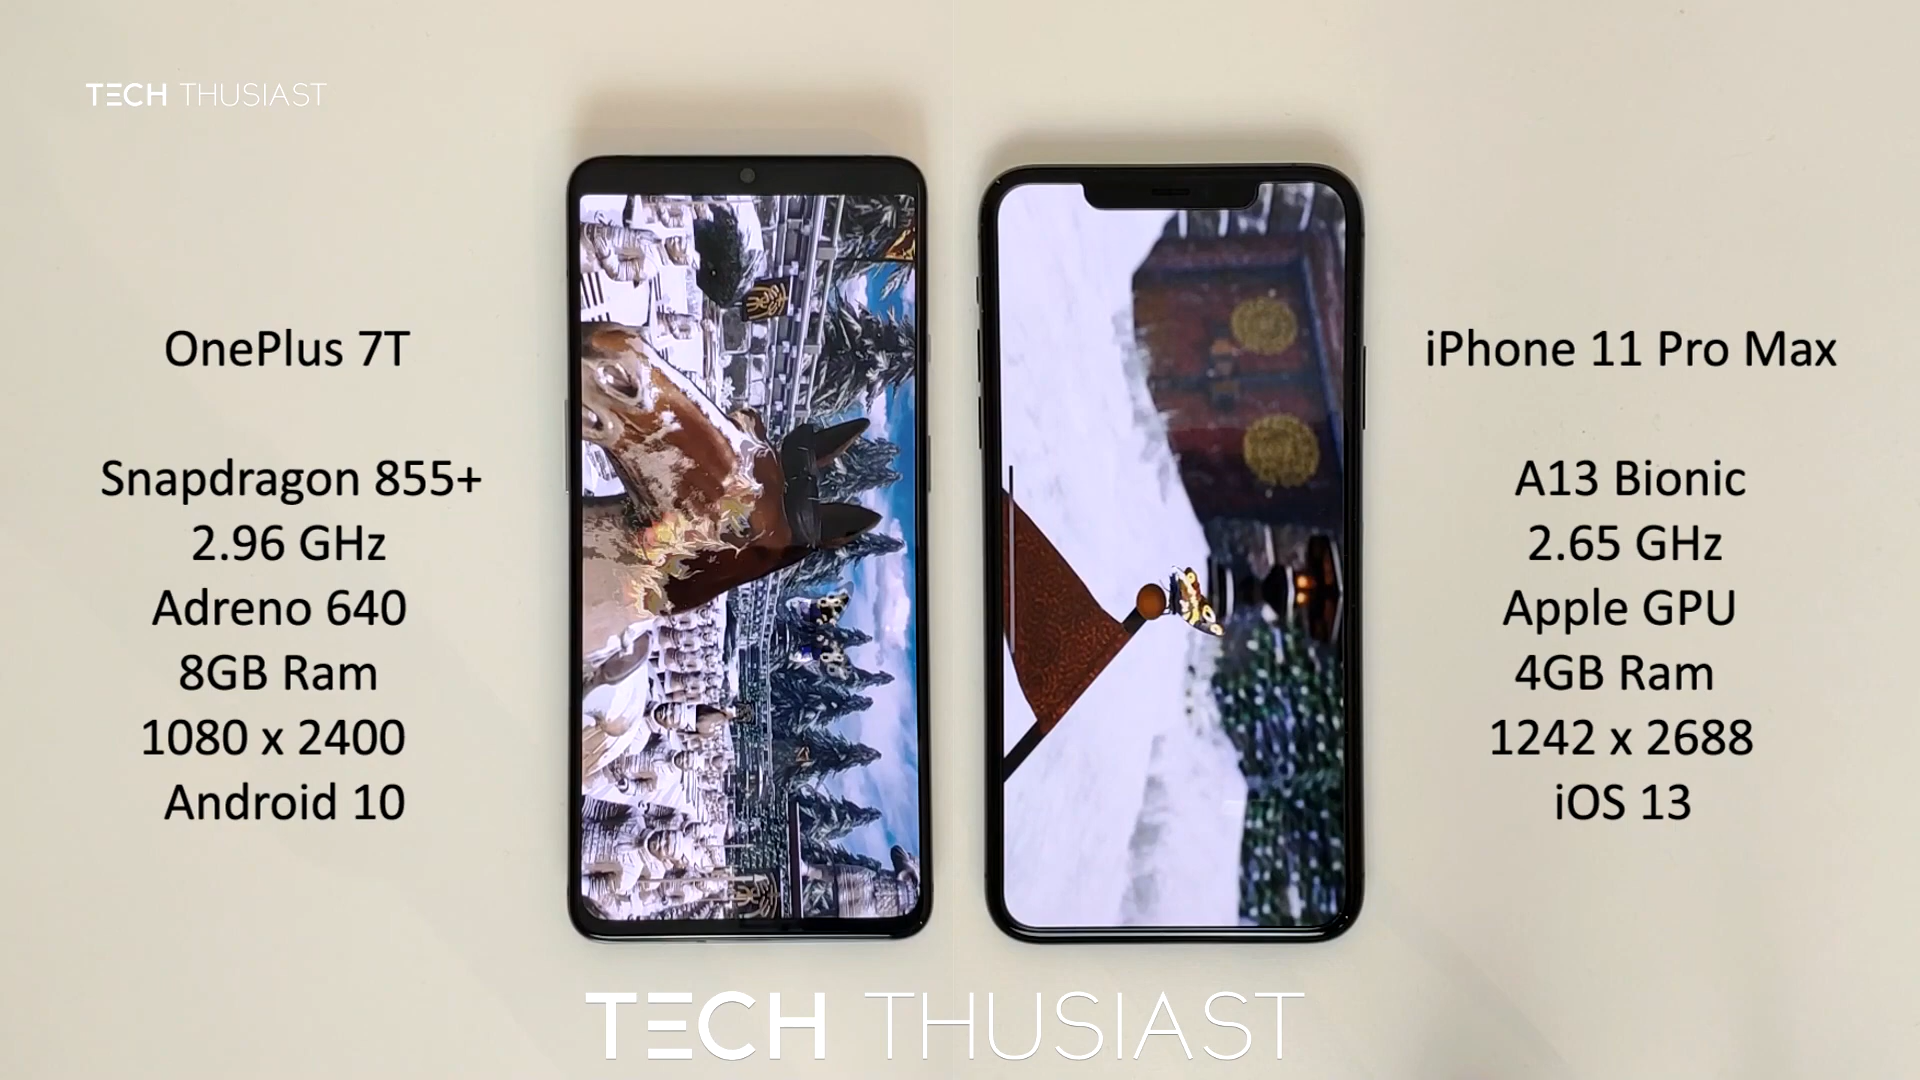 TECH THUSIAST
OnePlus 7T
Snapdragon 855+
2.96 GHz
Adreno 640
8GB Ram
1080 x 2400
Android 10
iPhone 11 Pro Max
A13 Bionic
2.65 GHz
Apple GPU
4GB Ram
1242 x 2688
iOS 13
TECH THUSIAST